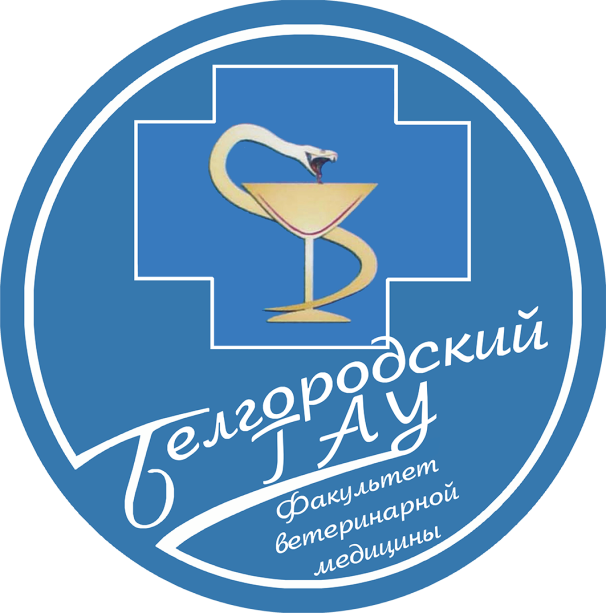 Белгородский
ГАУ
Факультет
ветеринарной
медицины